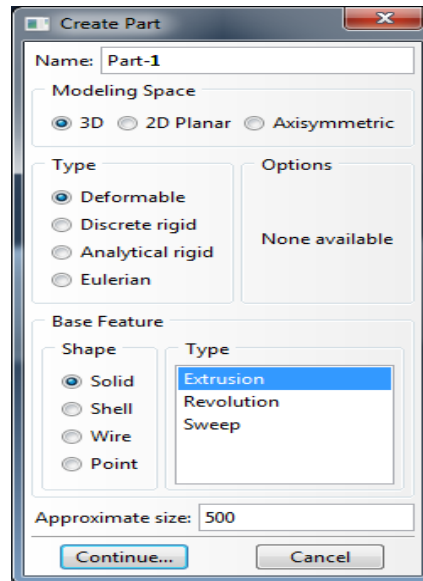 Create Part
Name: Part-1
Modeling Space
3D 2D Planar Axisymmetric
Type
Deformable
Discrete rigid
Analytical rigid
Eulerian
Options
None available
Base Feature
Shape
Solid
Shell
Wire
Point
Type
Extrusion
Revolution
Sweep
Approximate size: 500
Continue... Cancel